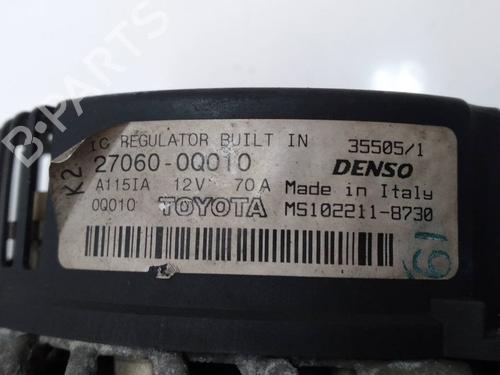 IC REGULATOR BUILT IN 35505/1
K2 27060-0Q010 DENSO
A115IA 12V 70A Made in Italy
0Q010 TOYOTA MS102211-8730
19
B-PARTS